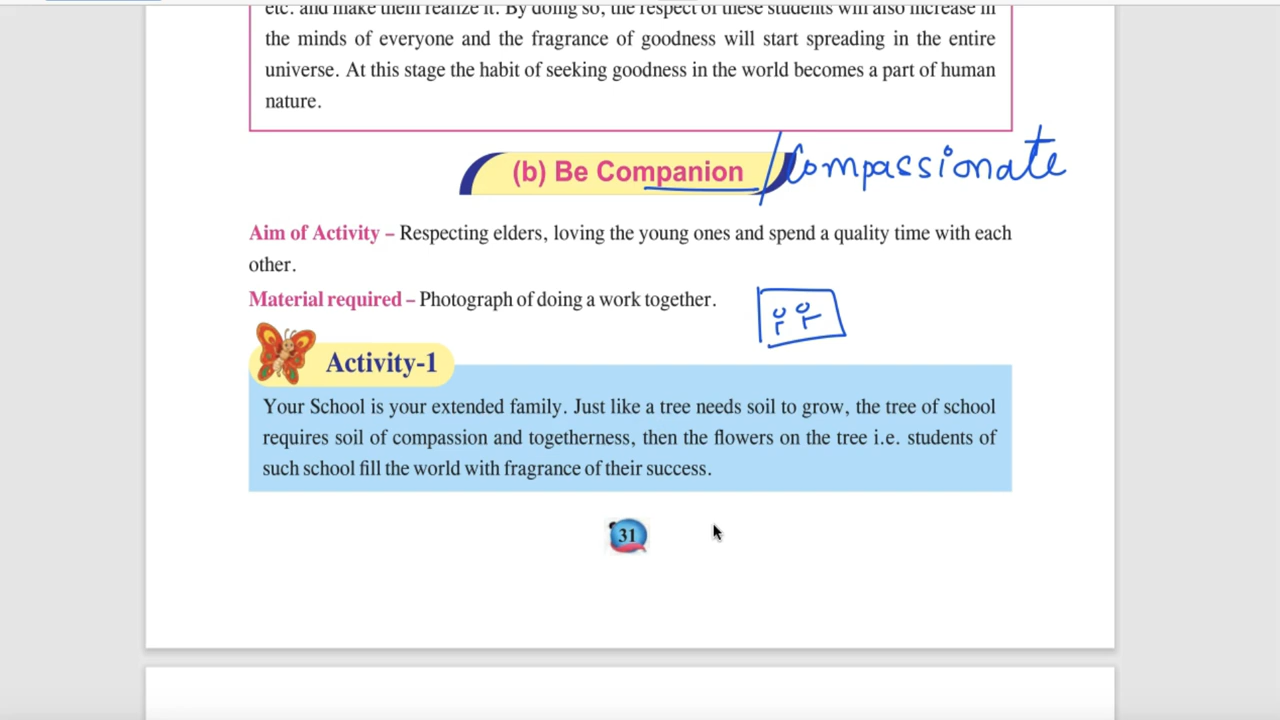 etc. and make them realize it. By doing so, the respect of these students will also increase in
the minds of everyone and the fragrance of goodness will start spreading in the entire
universe. At this stage the habit of seeking goodness in the world becomes a part of human
nature.
(b) Be Companion / Compassionate
Aim of Activity – Respecting elders, loving the young ones and spend a quality time with each
other.
Material required – Photograph of doing a work together.
Activity-1
Your School is your extended family. Just like a tree needs soil to grow, the tree of school
requires soil of compassion and togetherness, then the flowers on the tree i.e. students of
such school fill the world with fragrance of their success.
31